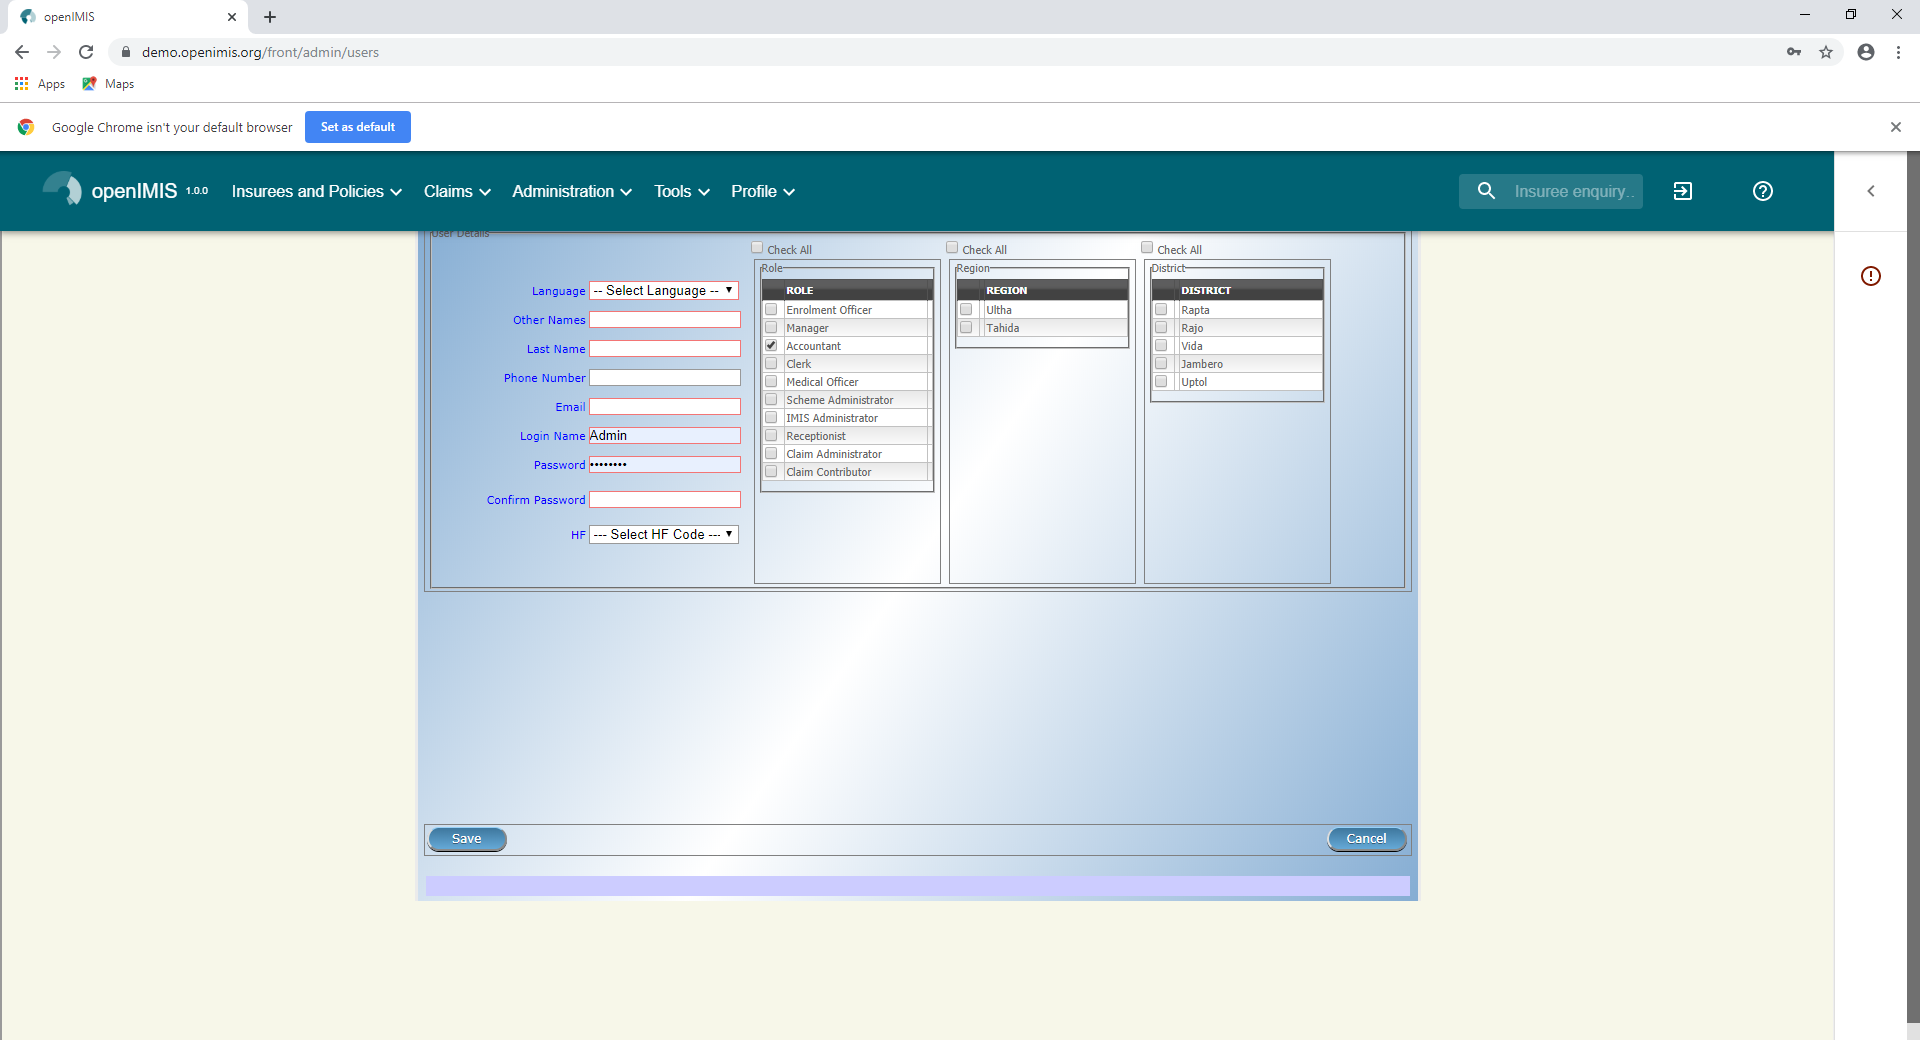 openIMIS
demo.openimis.org/front/admin/users
Apps Maps
Google Chrome isn't your default browser Set as default
openIMIS 1.0.0 Insurees and Policies Claims Administration Tools Profile Insuree enquiry..
User Details
Check All Check All Check All
Role Region District
ROLE REGION DISTRICT
Language -- Select Language --
Other Names
Last Name
Phone Number
Email
Login Name Admin
Password ••••••••
Confirm Password
HF --- Select HF Code ---
Enrolment Officer
Manager
Accountant
Clerk
Medical Officer
Scheme Administrator
IMIS Administrator
Receptionist
Claim Administrator
Claim Contributor
Ultha
Tahida
Rapta
Rajo
Vida
Jambero
Uptol
Save Cancel